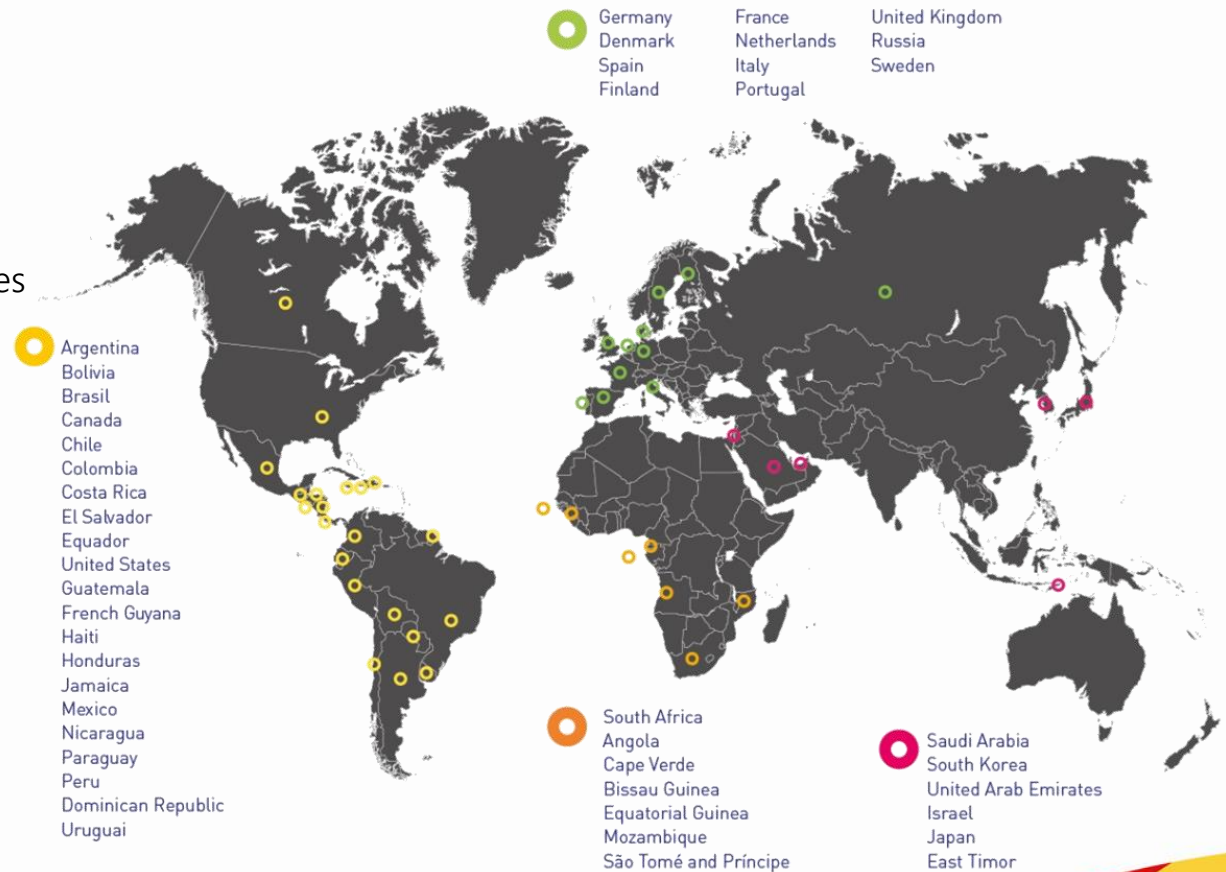 Germany
Denmark
Spain
Finland
France
Netherlands
Italy
Portugal
United Kingdom
Russia
Sweden
es
Argentina
Bolivia
Brasil
Canada
Chile
Colombia
Costa Rica
El Salvador
Equador
United States
Guatemala
French Guyana
Haiti
Honduras
Jamaica
Mexico
Nicaragua
Paraguay
Peru
Dominican Republic
Uruguai
South Africa
Angola
Cape Verde
Bissau Guinea
Equatorial Guinea
Mozambique
São Tomé and Príncipe
Saudi Arabia
South Korea
United Arab Emirates
Israel
Japan
East Timor